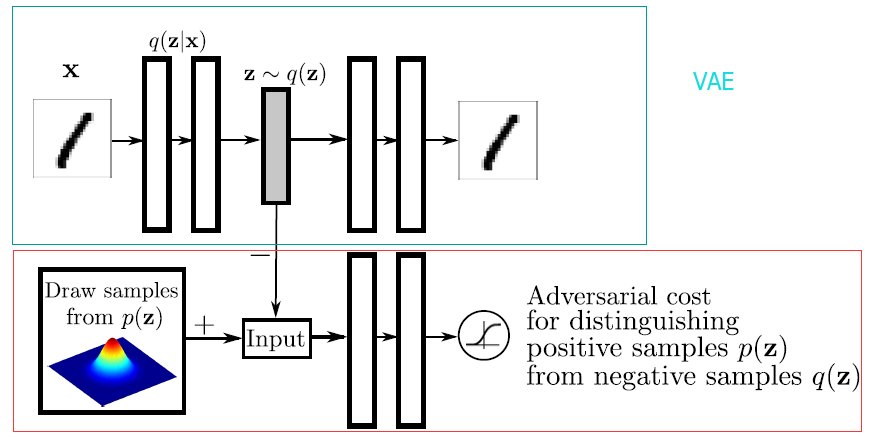 q(z|x)
x
z ∼ q(z)
VAE
−
Draw samples
from p(z)
+
Input
Adversarial cost
for distinguishing
positive samples p(z)
from negative samples q(z)